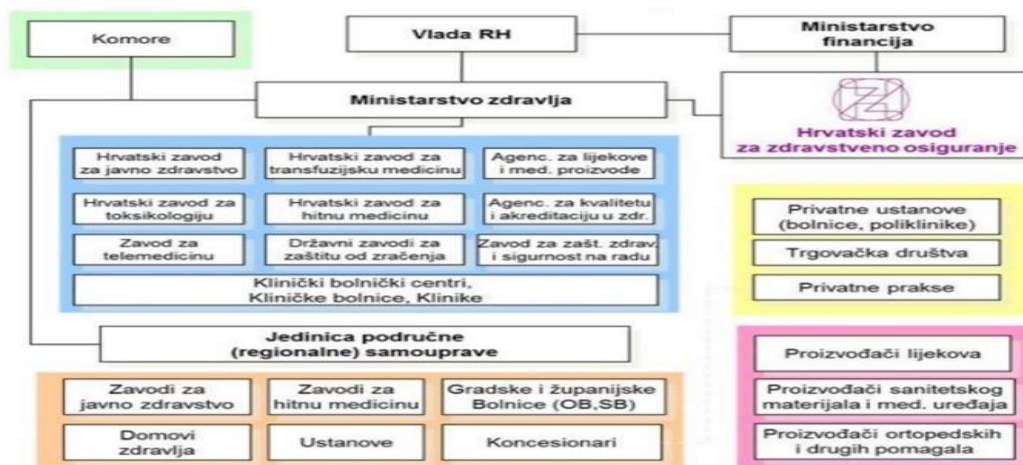 Komore
Vlada RH
Ministarstvo
financija
Ministarstvo zdravlja
Hrvatski zavod
za zdravstveno osiguranje
Hrvatski zavod
za javno zdravstvo
Hrvatski zavod za
transfuzijsku medicinu
Agenc. za lijekove
i med. proizvode
Hrvatski zavod za
toksikologiju
Hrvatski zavod za
hitnu medicinu
Agenc. za kvalitetu
i akreditaciju u zdr.
Zavod za
telemedicinu
Državni zavodi za
zaštitu od zračenja
Zavod za zašt. zdrav.
i sigurnost na radu
Klinički bolnički centri,
Kliničke bolnice, Klinike
Privatne ustanove
(bolnice, poliklinike)
Trgovačka društva
Privatne prakse
Jedinica područne
(regionalne) samouprave
Zavodi za
javno zdravstvo
Zavodi za
hitnu medicinu
Gradske i županijske
Bolnice (OB,SB)
Domovi
zdravlja
Ustanove
Koncesionari
Proizvođači lijekova
Proizvođači sanitetskog
materijala i med. uređaja
Proizvođači ortopedskih
i drugih pomagala